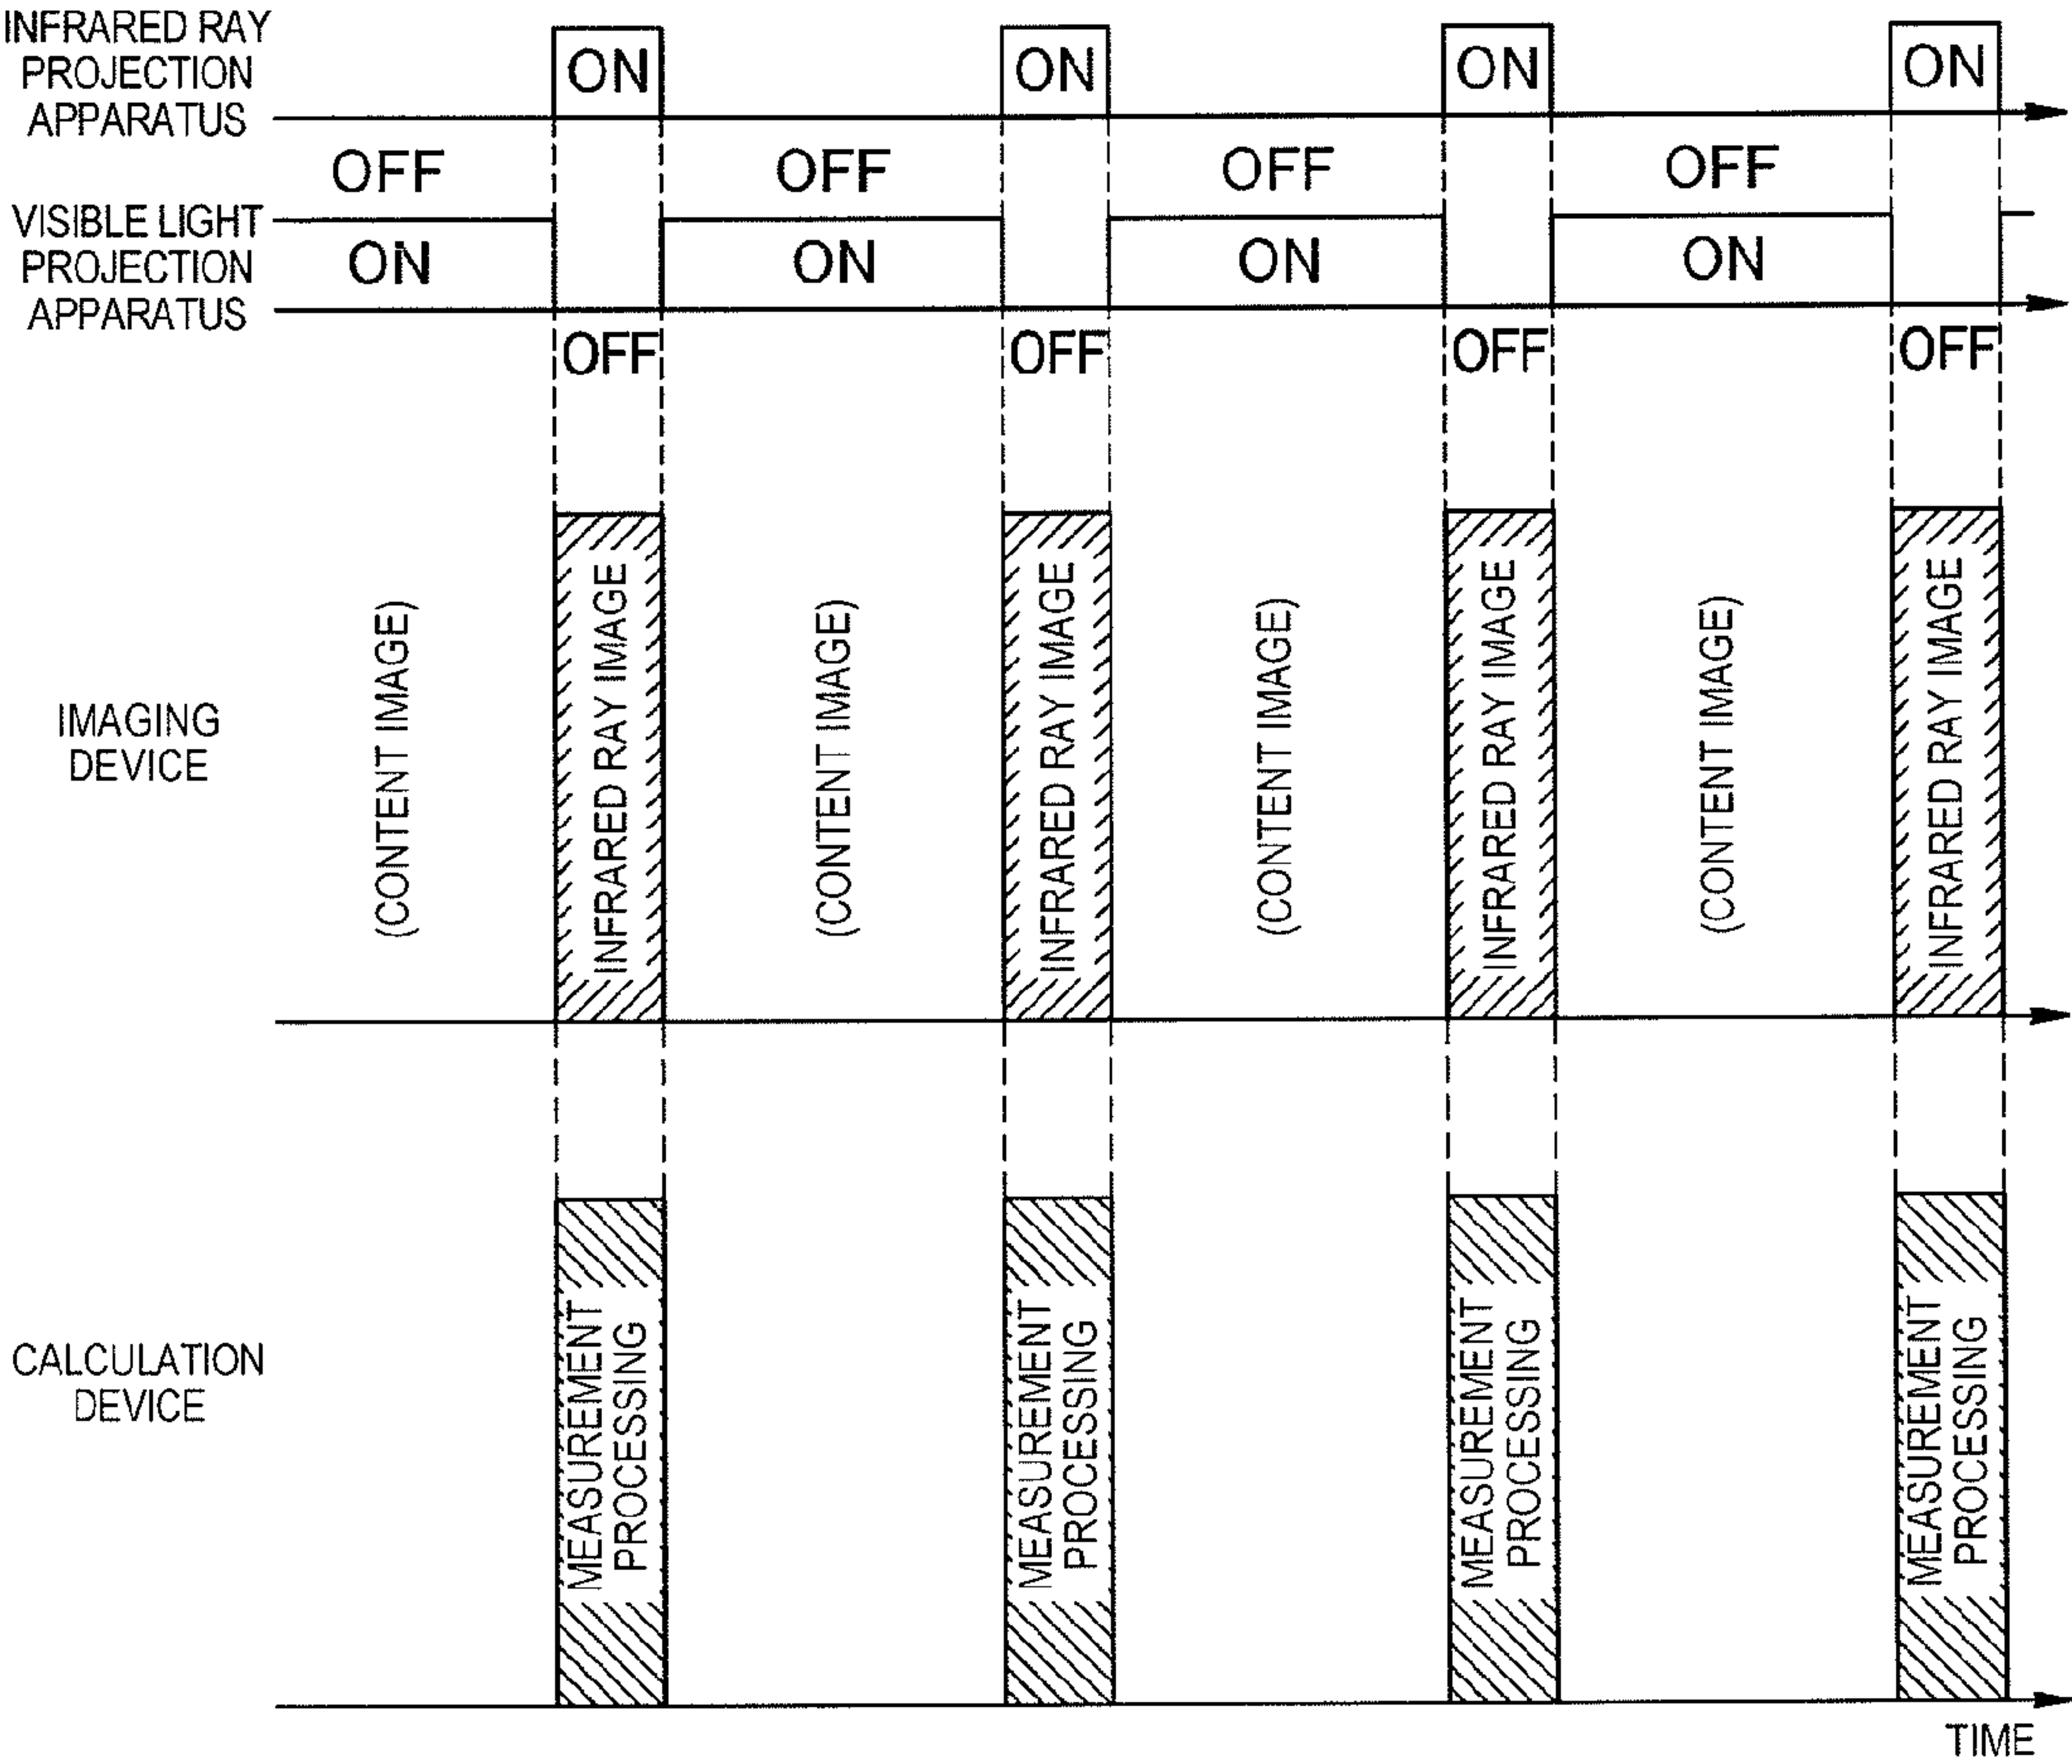 INFRARED RAY
PROJECTION
APPARATUS
ON
ON
ON
ON
OFF
OFF
OFF
OFF
VISIBLE LIGHT
PROJECTION
APPARATUS
ON
ON
ON
ON
OFF
OFF
OFF
OFF
IMAGING
DEVICE
(CONTENT IMAGE)
INFRARED RAY IMAGE
(CONTENT IMAGE)
INFRARED RAY IMAGE
(CONTENT IMAGE)
INFRARED RAY IMAGE
(CONTENT IMAGE)
INFRARED RAY IMAGE
CALCULATION
DEVICE
MEASUREMENT
PROCESSING
MEASUREMENT
PROCESSING
MEASUREMENT
PROCESSING
MEASUREMENT
PROCESSING
TIME